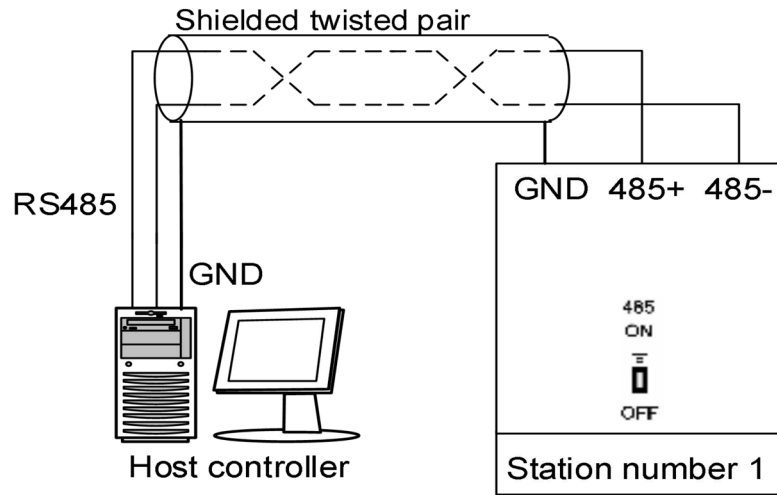 Shielded twisted pair
GND 485+ 485-
RS485
GND
485
ON
OFF
Host controller
Station number 1